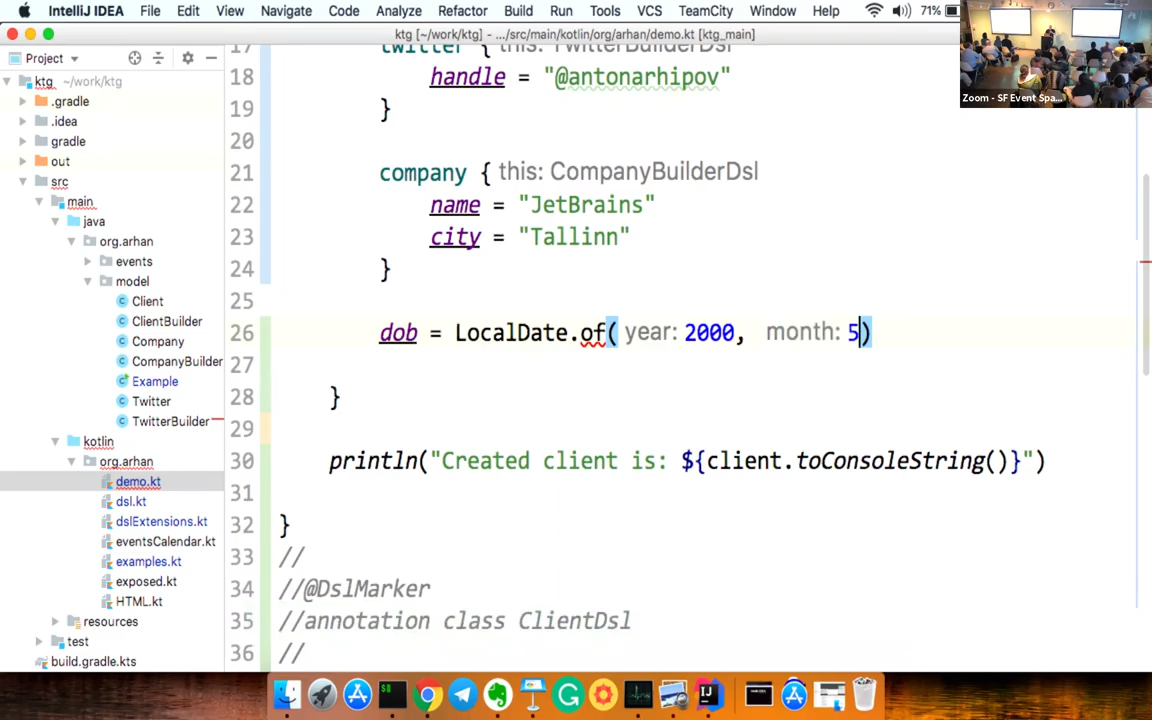 IntelliJ IDEA File Edit View Navigate Code Analyze Refactor Build Run Tools VCS TeamCity Window Help 71%
demo.kt [~/work/ktg] - .../src/main/kotlin/org/arhan/demo.kt [ktg_main]
Project
ktg ~/work/ktg
.gradle
.idea
gradle
out
src
main
java
org.arhan
events
model
Client
ClientBuilder
Company
CompanyBuilder
Example
Twitter
TwitterBuilder
kotlin
org.arhan
demo.kt
dsl.kt
dslExtensions.kt
eventsCalendar.kt
examples.kt
exposed.kt
HTML.kt
resources
test
build.gradle.kts
17 twitter { this: TwitterBuilderDsl
18 handle = "@antonarhipov"
19 }
20
21 company { this: CompanyBuilderDsl
22 name = "JetBrains"
23 city = "Tallinn"
24 }
25
26 dob = LocalDate.of( year: 2000, month: 5)
27
28 }
29
30 println("Created client is: ${client.toConsoleString()}")
31
32 }
33 //
34 //@DslMarker
35 //annotation class ClientDsl
36 //
Zoom - SF Event Spa...